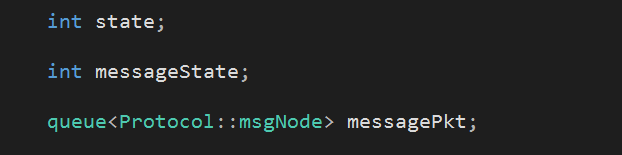 int state;
int messageState;
queue<Protocol::msgNode> messagePkt;